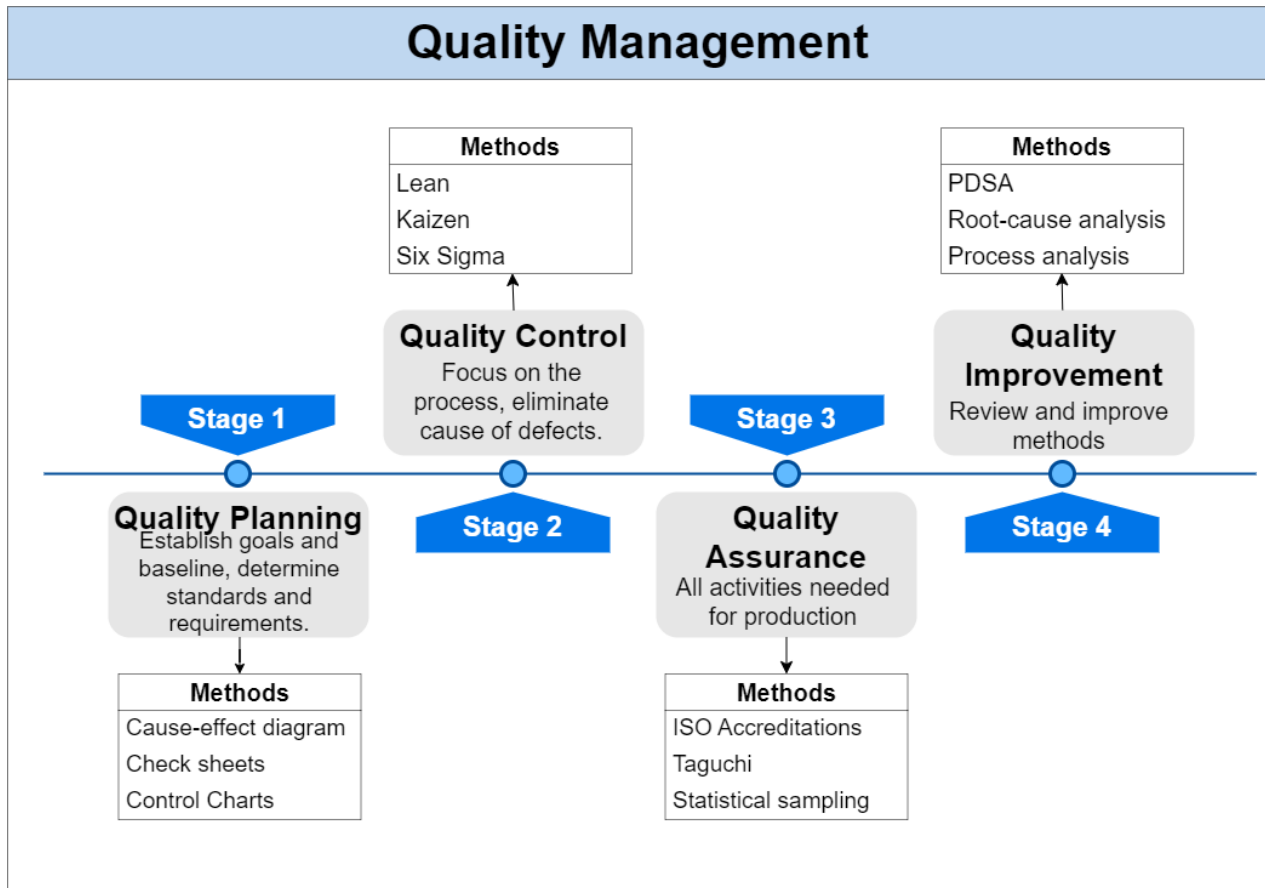 Quality Management
Stage 1
Quality Planning
Establish goals and
baseline, determine
standards and
requirements.
Methods
Cause-effect diagram
Check sheets
Control Charts
Methods
Lean
Kaizen
Six Sigma
Quality Control
Focus on the
process, eliminate
cause of defects.
Stage 2
Stage 3
Quality
Assurance
All activities needed
for production
Methods
ISO Accreditations
Taguchi
Statistical sampling
Methods
PDSA
Root-cause analysis
Process analysis
Quality
Improvement
Review and improve
methods
Stage 4